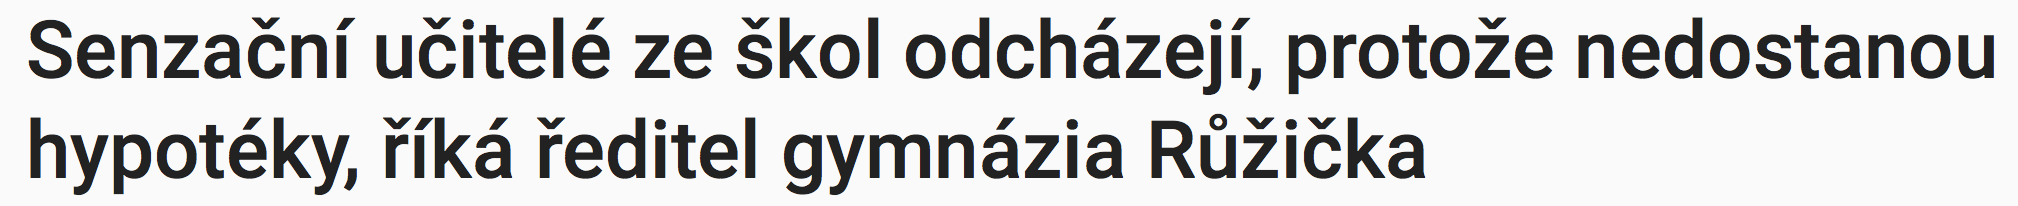 Senzační učitelé ze škol odcházejí, protože nedostanou
hypotéky, říká ředitel gymnázia Růžička